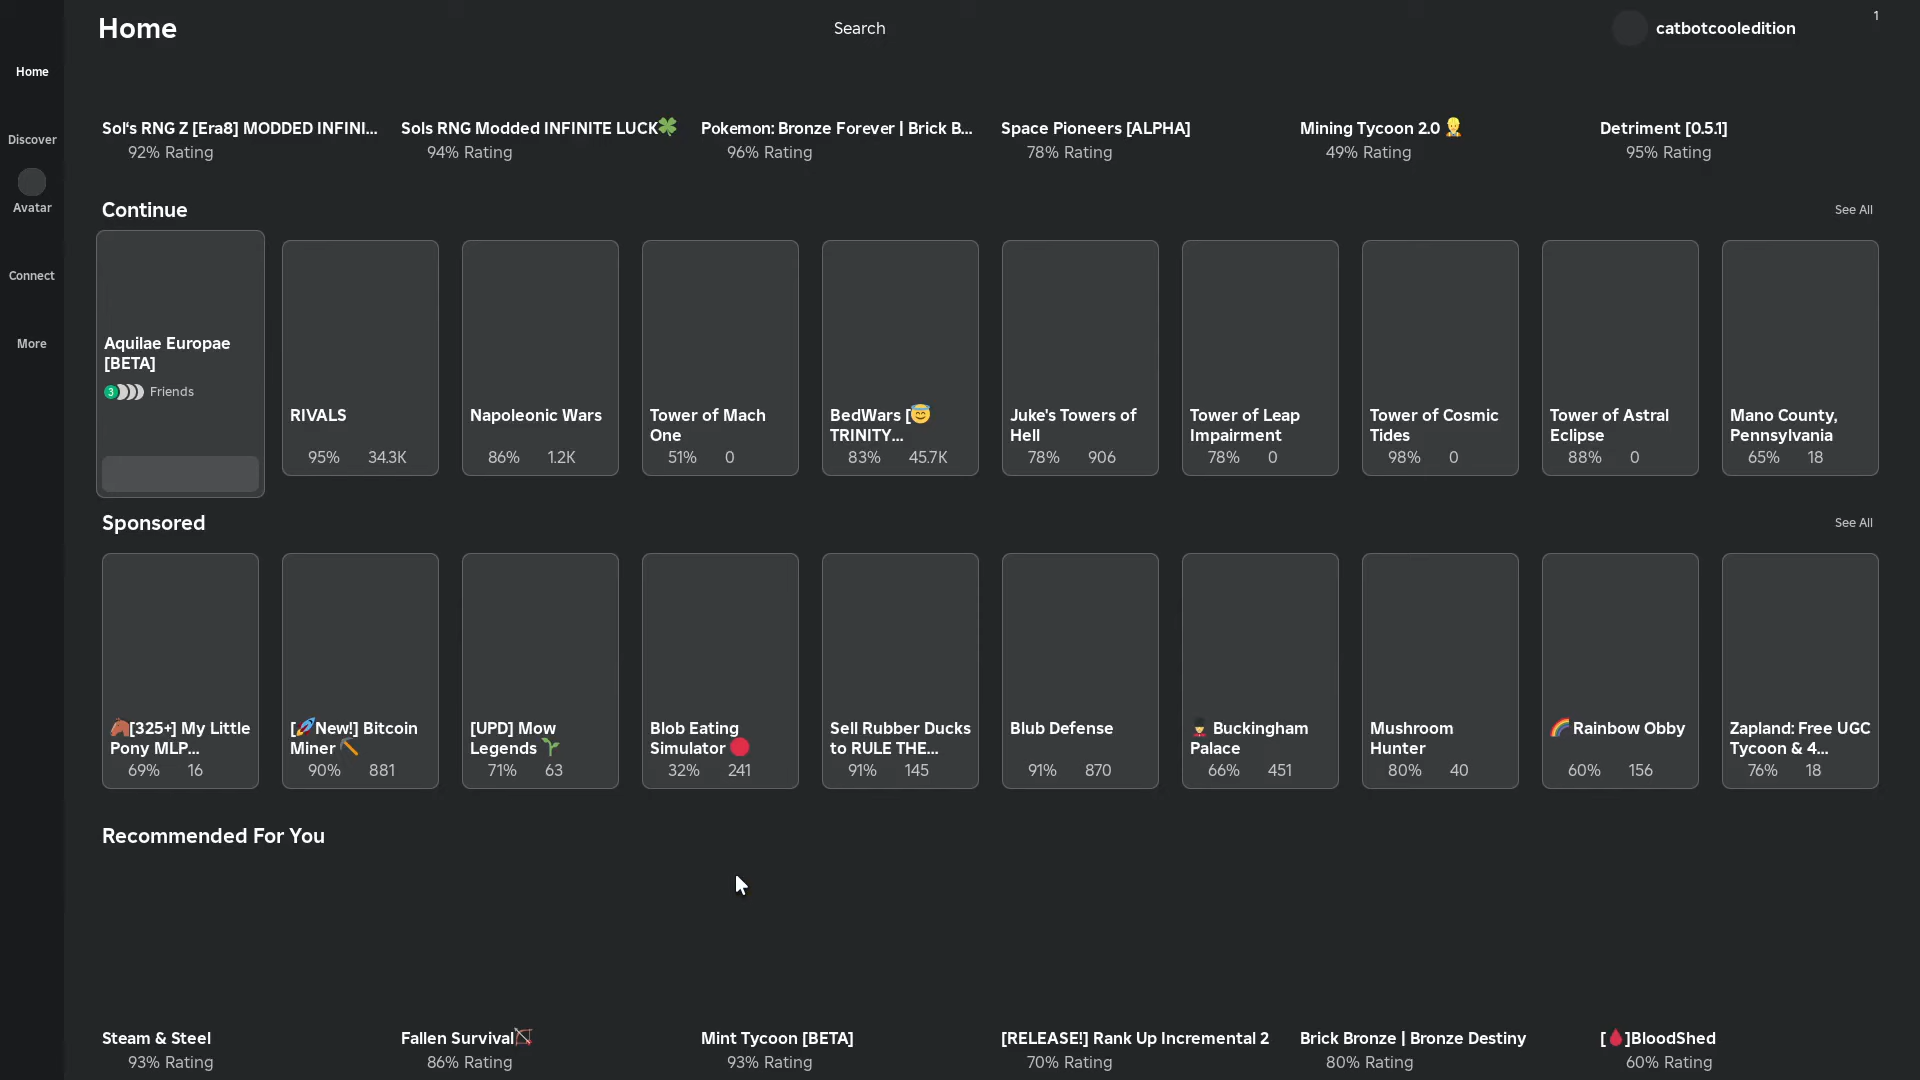 Home
Search
catbotcooledition
1
Home
Discover
Avatar
Connect
More
Sol's RNG Z [Era8] MODDED INFINI...
92% Rating
Sols RNG Modded INFINITE LUCK🍀
94% Rating
Pokemon: Bronze Forever | Brick B...
96% Rating
Space Pioneers [ALPHA]
78% Rating
Mining Tycoon 2.0 👷
49% Rating
Detriment [0.5.1]
95% Rating
Continue
See All
Aquilae Europae
[BETA]
3
Friends
RIVALS
95% 34.3K
Napoleonic Wars
86% 1.2K
Tower of Mach
One
51% 0
BedWars [😇
TRINITY...
83% 45.7K
Juke's Towers of
Hell
78% 906
Tower of Leap
Impairment
78% 0
Tower of Cosmic
Tides
98% 0
Tower of Astral
Eclipse
88% 0
Mano County,
Pennsylvania
65% 18
Sponsored
See All
🐴[325+] My Little
Pony MLP...
69% 16
[🚀New!] Bitcoin
Miner ⛏️
90% 881
[UPD] Mow
Legends 🌱
71% 63
Blob Eating
Simulator 🔴
32% 241
Sell Rubber Ducks
to RULE THE...
91% 145
Blub Defense
91% 870
💂 Buckingham
Palace
66% 451
Mushroom
Hunter
80% 40
🌈 Rainbow Obby
60% 156
Zapland: Free UGC
Tycoon & 4...
76% 18
Recommended For You
Steam & Steel
93% Rating
Fallen Survival🏹
86% Rating
Mint Tycoon [BETA]
93% Rating
[RELEASE!] Rank Up Incremental 2
70% Rating
Brick Bronze | Bronze Destiny
80% Rating
[🩸]BloodShed
60% Rating